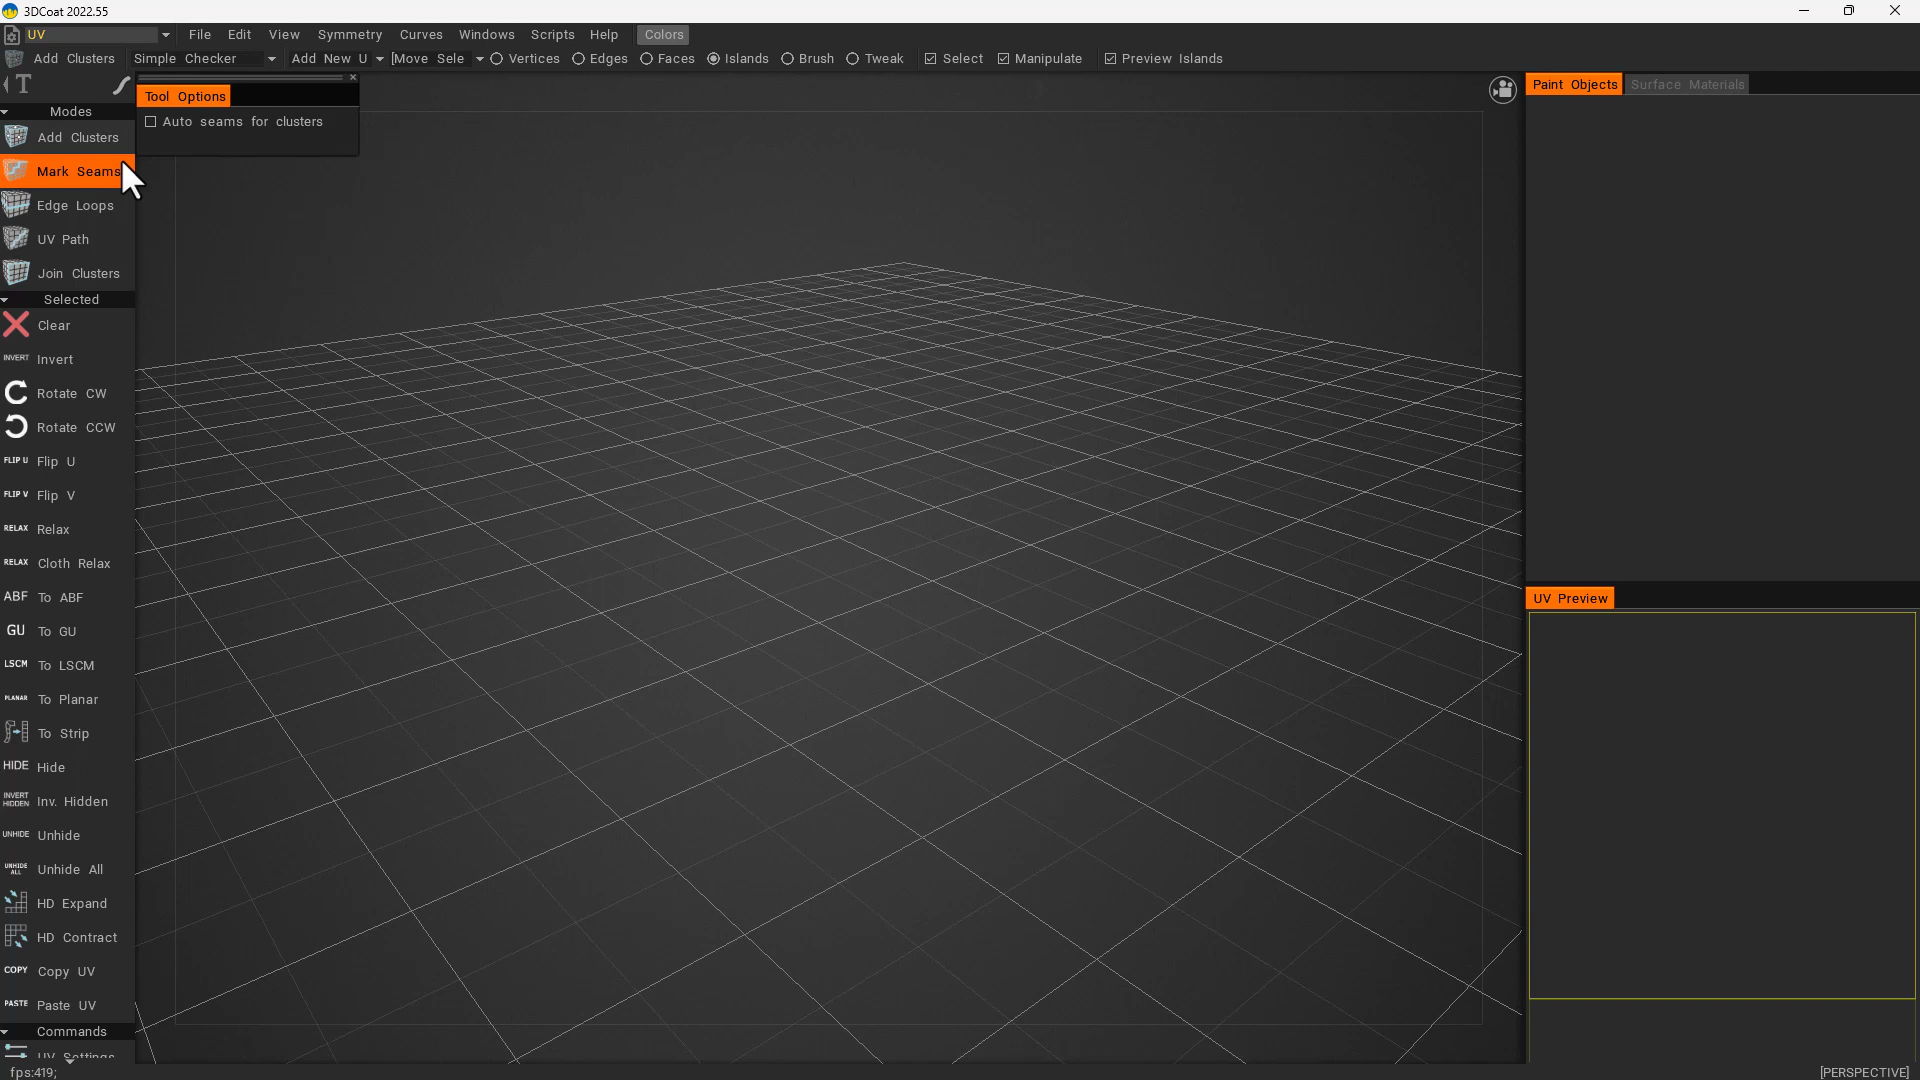 3DCoat 2022.55
UV File Edit View Symmetry Curves Windows Scripts Help Colors
Add Clusters Simple Checker Add New U [Move Sele Vertices Edges Faces Islands Brush Tweak Select Manipulate Preview Islands
T
Tool Options
Auto seams for clusters
Modes
Add Clusters
Mark Seams
Edge Loops
UV Path
Join Clusters
Selected
Clear
INVERT Invert
Rotate CW
Rotate CCW
FLIP U Flip U
FLIP V Flip V
RELAX Relax
RELAX Cloth Relax
ABF To ABF
GU To GU
LSCM To LSCM
PLANAR To Planar
To Strip
HIDE Hide
INVERT HIDDEN Inv. Hidden
UNHIDE Unhide
UNHIDE ALL Unhide All
HD Expand
HD Contract
COPY Copy UV
PASTE Paste UV
Commands
UV Settings
fps:419;
Paint Objects Surface Materials
UV Preview
[PERSPECTIVE]